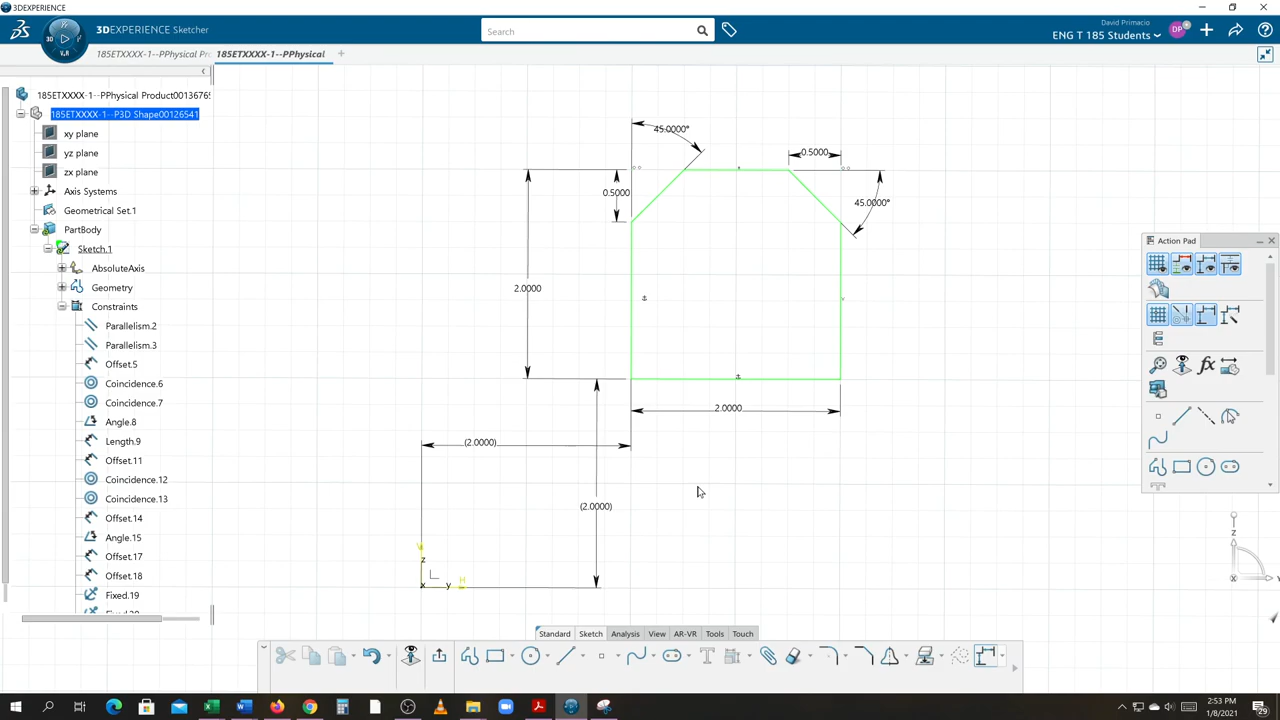 3DEXPERIENCE
3DEXPERIENCE Sketcher
Search
David Primacio
ENG T 185 Students
DP
3D
V,R
185ETXXXX-1--PPhysical Pr
185ETXXXX-1--PPhysical
185ETXXXX-1--PPhysical Product0013676
185ETXXXX-1--P3D Shape00126541
xy plane
yz plane
zx plane
Axis Systems
Geometrical Set.1
PartBody
Sketch.1
AbsoluteAxis
Geometry
Constraints
Parallelism.2
Parallelism.3
Offset.5
Coincidence.6
Coincidence.7
Angle.8
Length.9
Offset.11
Coincidence.12
Coincidence.13
Offset.14
Angle.15
Offset.17
Offset.18
Fixed.19
45.0000°
0.5000
0.5000
45.0000°
2.0000
2.0000
(2.0000)
(2.0000)
V
z
H
x
y
Action Pad
fx
z
x
y
Standard
Sketch
Analysis
View
AR-VR
Tools
Touch
2:53 PM
1/8/2021
29